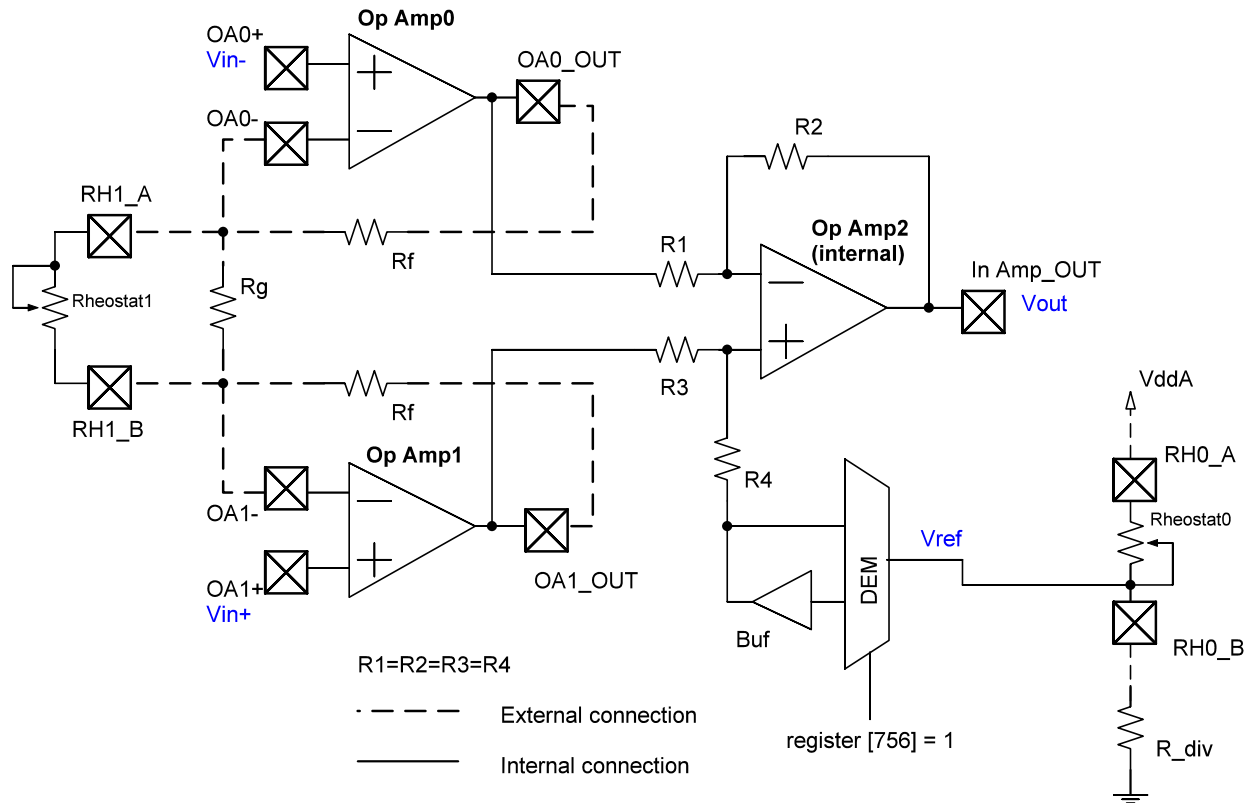 Op Amp0
OA0+
Vin-
OA0_OUT
OA0-
R2
RH1_A
Rf
Op Amp2
(internal)
R1
In Amp_OUT
Vout
Rheostat1
Rg
R3
VddA
RH1_B
Rf
Op Amp1
RH0_A
R4
OA1-
Rheostat0
Vref
DEM
OA1+
Vin+
OA1_OUT
Buf
RH0_B
R1=R2=R3=R4
External connection
register [756] = 1
R_div
Internal connection